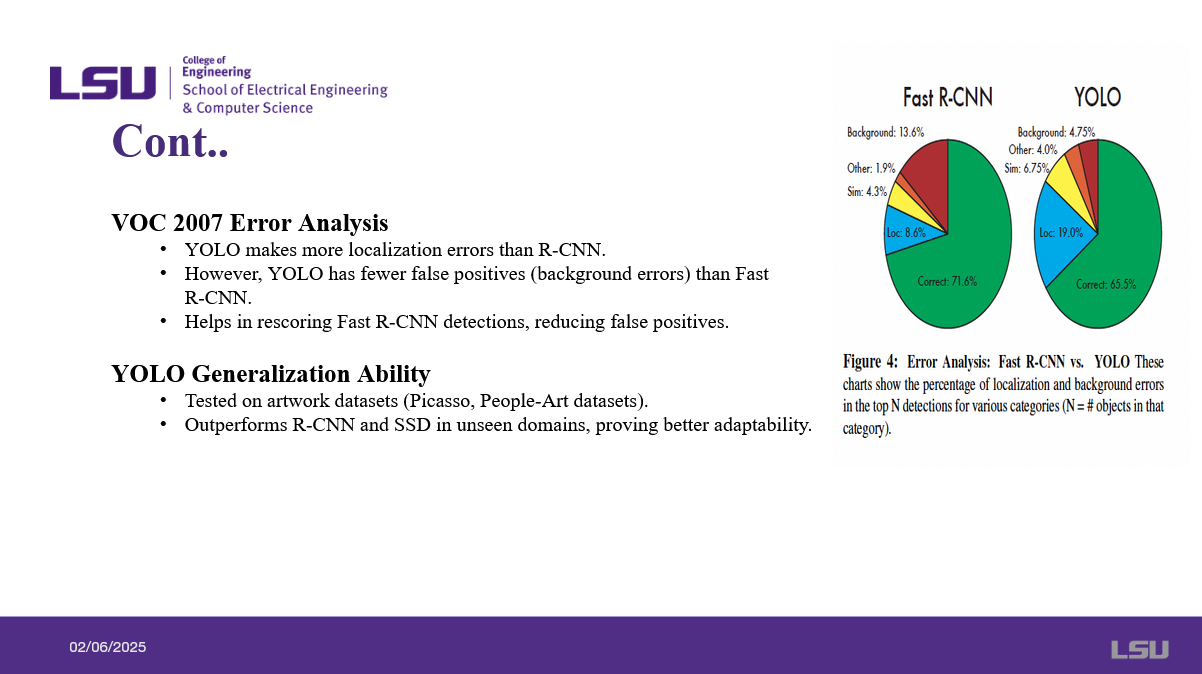 LSU
College of
Engineering
School of Electrical Engineering
& Computer Science
Cont..
VOC 2007 Error Analysis
• YOLO makes more localization errors than R-CNN.
• However, YOLO has fewer false positives (background errors) than Fast
R-CNN.
• Helps in rescoring Fast R-CNN detections, reducing false positives.
YOLO Generalization Ability
• Tested on artwork datasets (Picasso, People-Art datasets).
• Outperforms R-CNN and SSD in unseen domains, proving better adaptability.
Fast R-CNN
Background: 13.6%
Other: 1.9%
Sim: 4.3%
Loc: 8.6%
Correct: 71.6%
YOLO
Background: 4.75%
Other: 4.0%
Sim: 6.75%
Loc: 19.0%
Correct: 65.5%
Figure 4: Error Analysis: Fast R-CNN vs. YOLO These
charts show the percentage of localization and background errors
in the top N detections for various categories (N = # objects in that
category).
02/06/2025
LSU